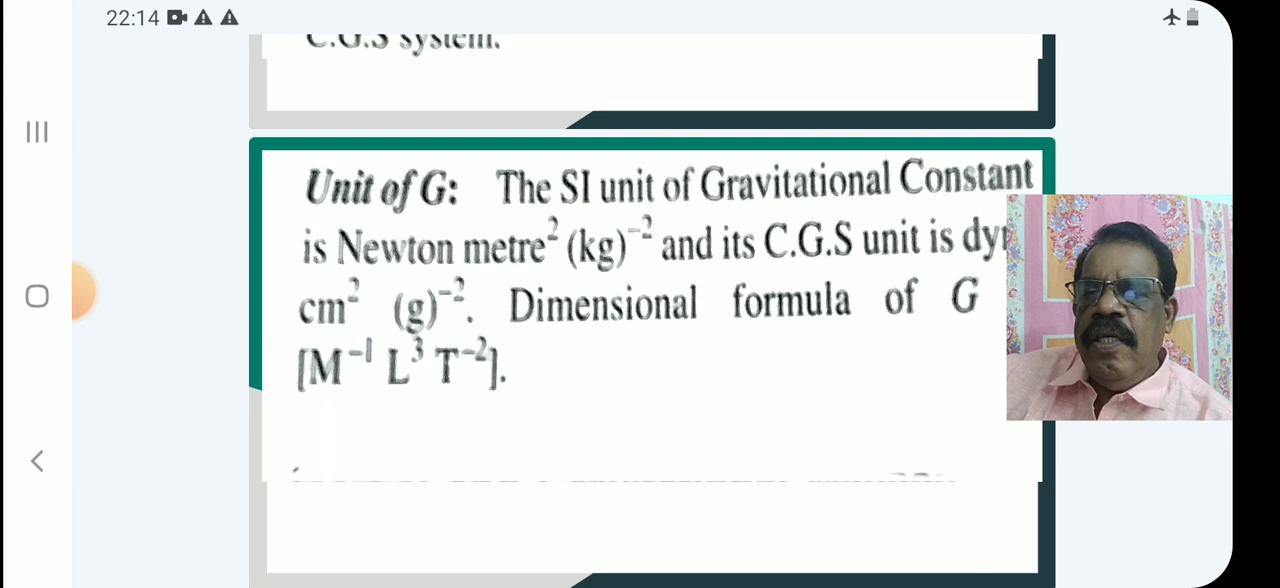 22:14
C.G.S system.
Unit of G: The SI unit of Gravitational Constant
is Newton metre² (kg)⁻² and its C.G.S unit is
cm² (g)⁻². Dimensional formula of G
[M⁻¹ L³ T⁻²].